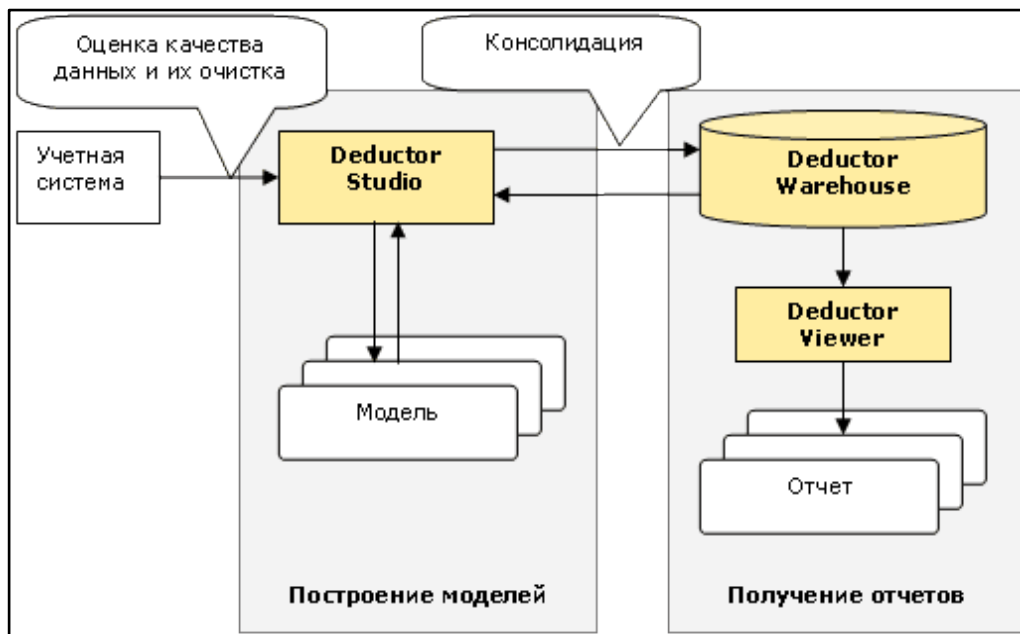 Оценка качества
данных и их очистка
Консолидация
Учетная
система
Deductor
Studio
Deductor
Warehouse
Deductor
Viewer
Модель
Отчет
Построение моделей
Получение отчетов